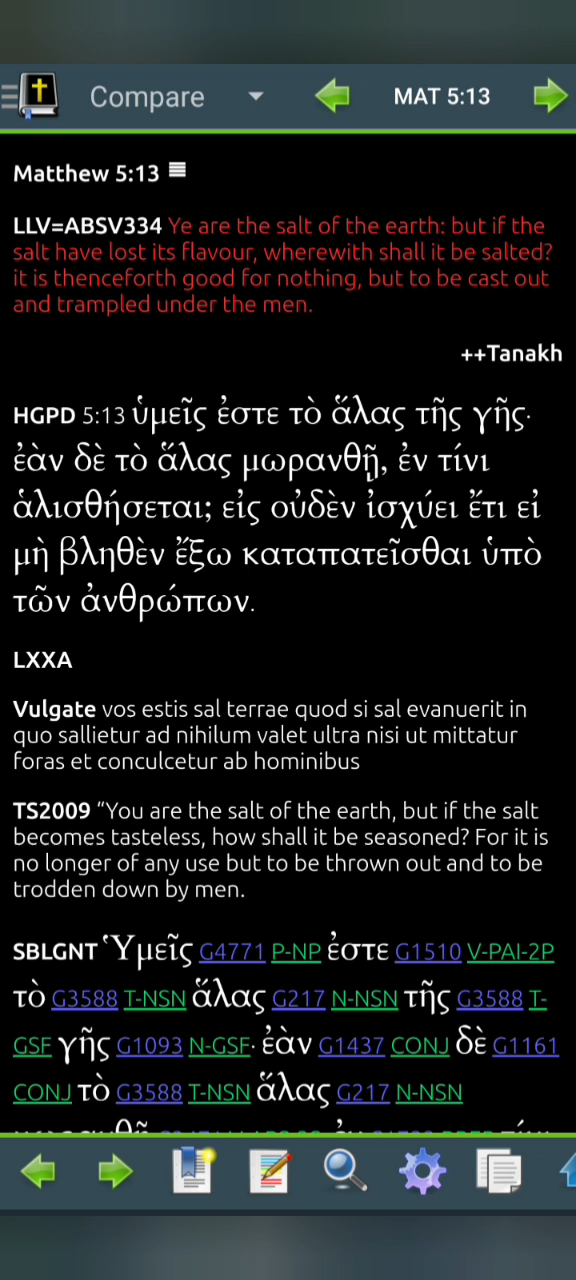 Compare
MAT 5:13
Matthew 5:13
LLV=ABSV334 Ye are the salt of the earth: but if the
salt have lost its flavour, wherewith shall it be salted?
it is thenceforth good for nothing, but to be cast out
and trampled under the men.
++Tanakh
HGPD 5:13 ὑμεῖς ἐστε τὸ ἅλας τῆς γῆς·
ἐὰν δὲ τὸ ἅλας μωρανθῇ, ἐν τίνι
ἁλισθήσεται; εἰς οὐδὲν ἰσχύει ἔτι εἰ
μὴ βληθὲν ἔξω καταπατεῖσθαι ὑπὸ
τῶν ἀνθρώπων.
LXXA
Vulgate vos estis sal terrae quod si sal evanuerit in
quo sallietur ad nihilum valet ultra nisi ut mittatur
foras et conculcetur ab hominibus
TS2009 “You are the salt of the earth, but if the salt
becomes tasteless, how shall it be seasoned? For it is
no longer of any use but to be thrown out and to be
trodden down by men.
SBLGNT Ὑμεῖς G4771 P-NP ἐστε G1510 V-PAI-2P
τὸ G3588 T-NSN ἅλας G217 N-NSN τῆς G3588 T-
GSF γῆς G1093 N-GSF· ἐὰν G1437 CONJ δὲ G1161
CONJ τὸ G3588 T-NSN ἅλας G217 N-NSN